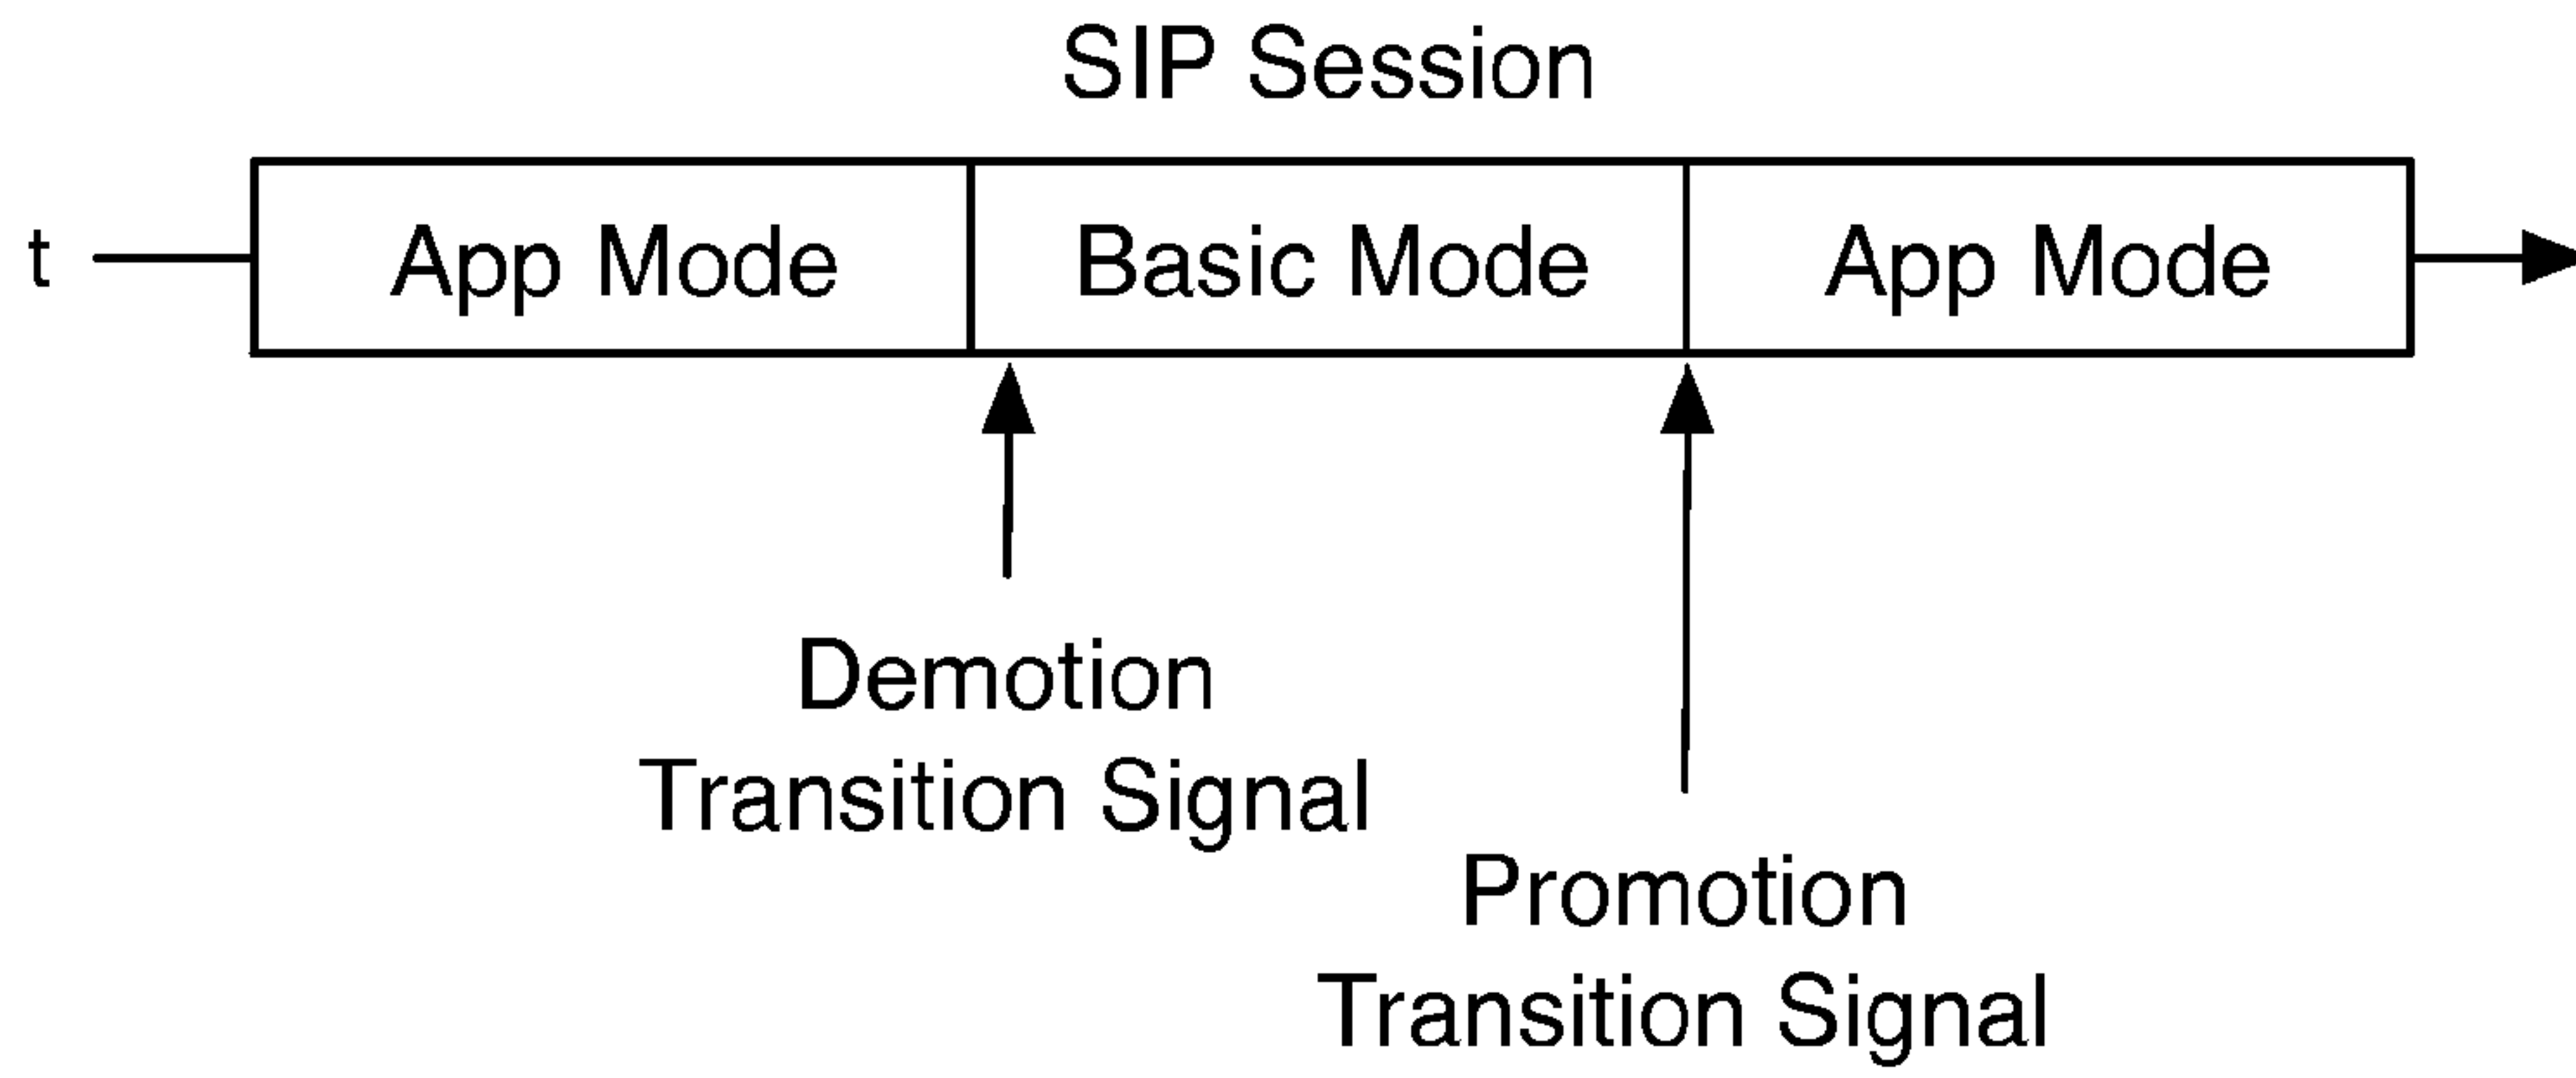 SIP Session
t App Mode Basic Mode App Mode
Demotion
Transition Signal
Promotion
Transition Signal